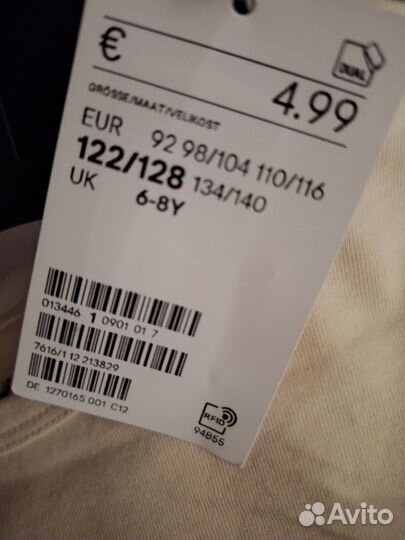 € 4.99
DUAL
GRÖSSE/MAAT/VELIKOST
EUR 92 98/104 110/116
122/128 134/140
UK 6-8Y
013446 1 0901 01 7
7616/1 12 213829
DE 1270165 001 C12
RFID
94B5S
Avito